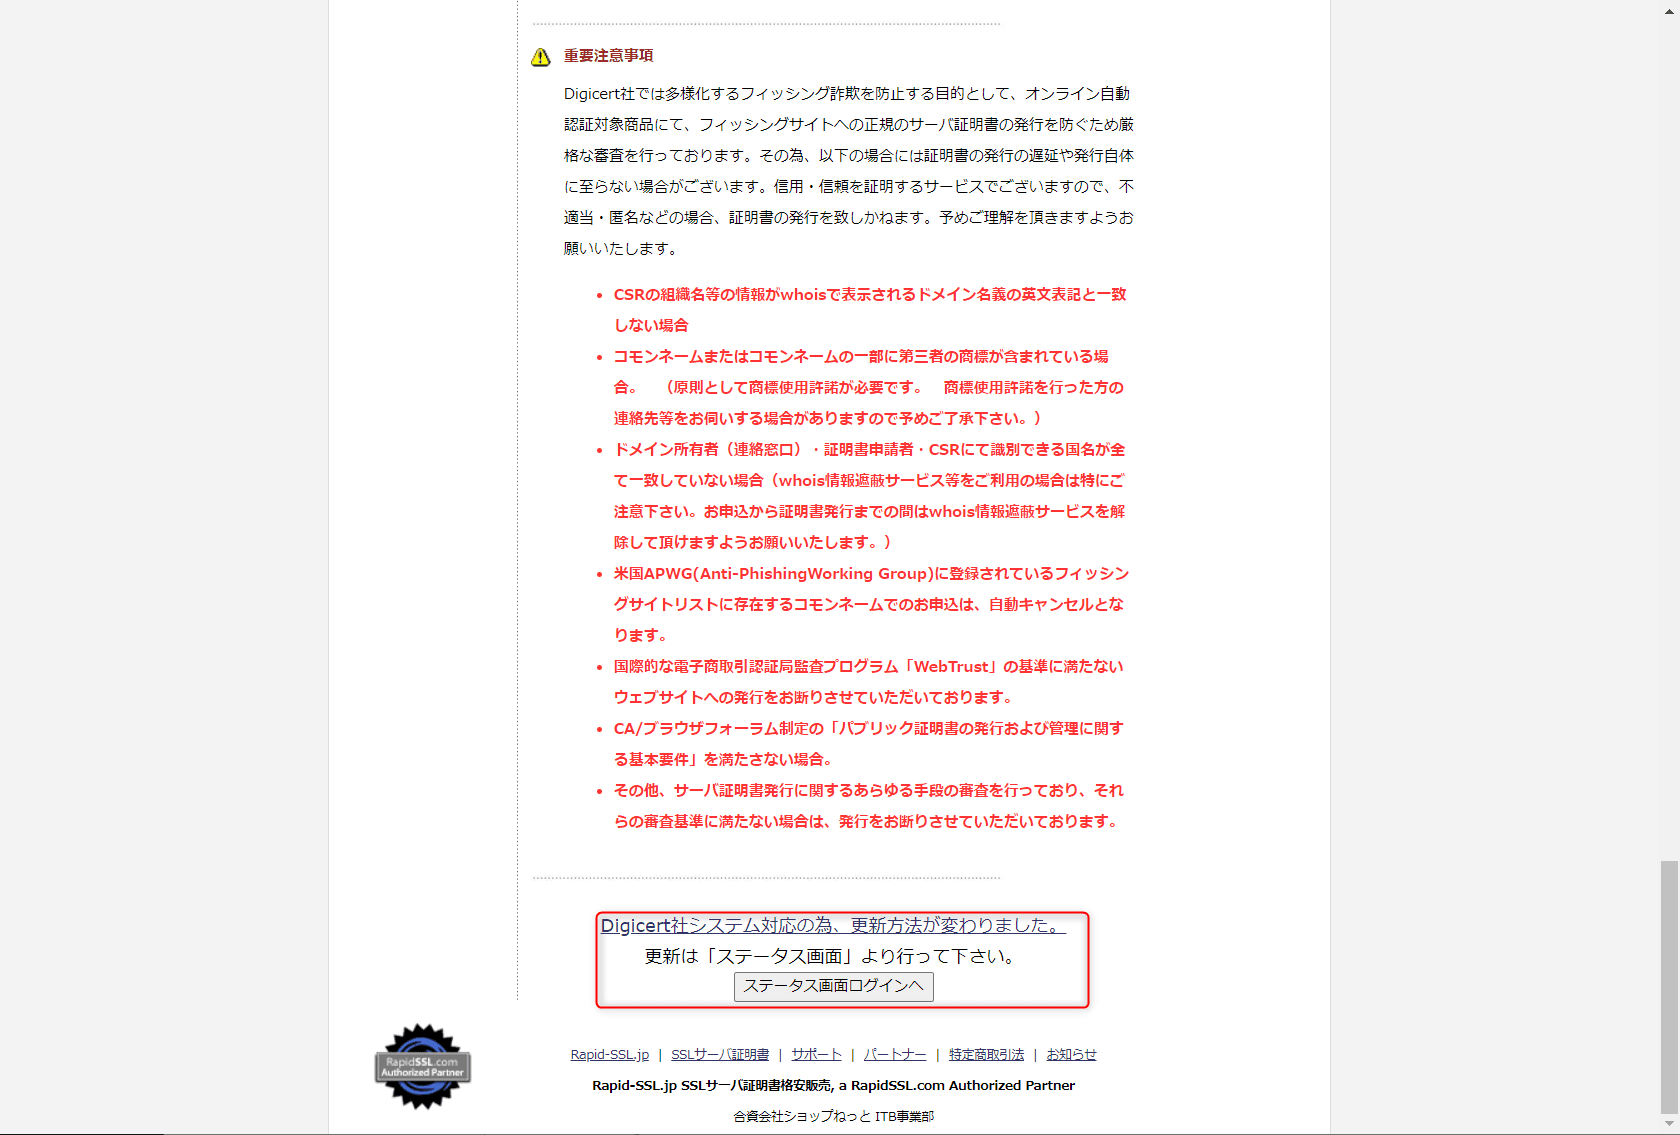 重要注意事項
Digicert社では多様化するフィッシング詐欺を防止する目的として、オンライン自動
認証対象商品にて、フィッシングサイトへの正規のサーバ証明書の発行を防ぐため厳
格な審査を行っております。その為、以下の場合には証明書の発行の遅延や発行自体
に至らない場合がございます。信用・信頼を証明するサービスでございますので、不
適当・匿名などの場合、証明書の発行を致しかねます。予めご理解を頂きますようお
願いいたします。
• CSRの組織名等の情報がwhoisで表示されるドメイン名義の英文表記と一致
しない場合
• コモンネームまたはコモンネームの一部に第三者の商標が含まれている場
合。 （原則として商標使用許諾が必要です。 商標使用許諾を行った方の
連絡先等をお伺いする場合がありますので予めご了承下さい。）
• ドメイン所有者（連絡窓口）・証明書申請者・CSRにて識別できる国名が全
て一致していない場合（whois情報遮蔽サービス等をご利用の場合は特にご
注意下さい。お申込から証明書発行までの間はwhois情報遮蔽サービスを解
除して頂けますようお願いいたします。）
• 米国APWG(Anti-PhishingWorking Group)に登録されているフィッシン
グサイトリストに存在するコモンネームでのお申込は、自動キャンセルとな
ります。
• 国際的な電子商取引認証局監査プログラム「WebTrust」の基準に満たない
ウェブサイトへの発行をお断りさせていただいております。
• CA/ブラウザフォーラム制定の「パブリック証明書の発行および管理に関す
る基本要件」を満たさない場合。
• その他、サーバ証明書発行に関するあらゆる手段の審査を行っており、それ
らの審査基準に満たない場合は、発行をお断りさせていただいております。
Digicert社システム対応の為、更新方法が変わりました。
更新は「ステータス画面」より行って下さい。
ステータス画面ログインへ
RapidSSL.com
Authorized Partner
Rapid-SSL.jp | SSLサーバ証明書 | サポート | パートナー | 特定商取引法 | お知らせ
Rapid-SSL.jp SSLサーバ証明書格安販売, a RapidSSL.com Authorized Partner
合資会社ショップねっと ITB事業部